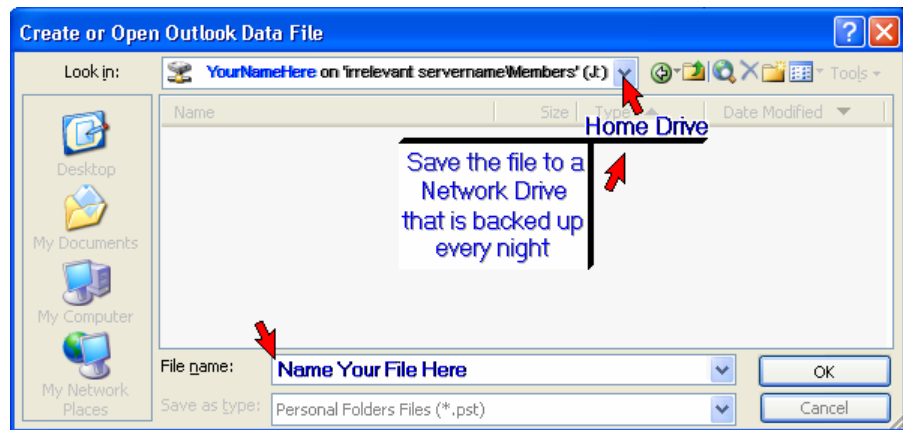 Create or Open Outlook Data File
Look in:
YourNameHere on 'irrelevant servername\Members' (J:)
Tools
Name
Size
Type
Date Modified
Home Drive
Save the file to a
Network Drive
that is backed up
every night
Desktop
My Documents
My Computer
My Network
Places
File name:
Name Your File Here
OK
Save as type:
Personal Folders Files (*.pst)
Cancel